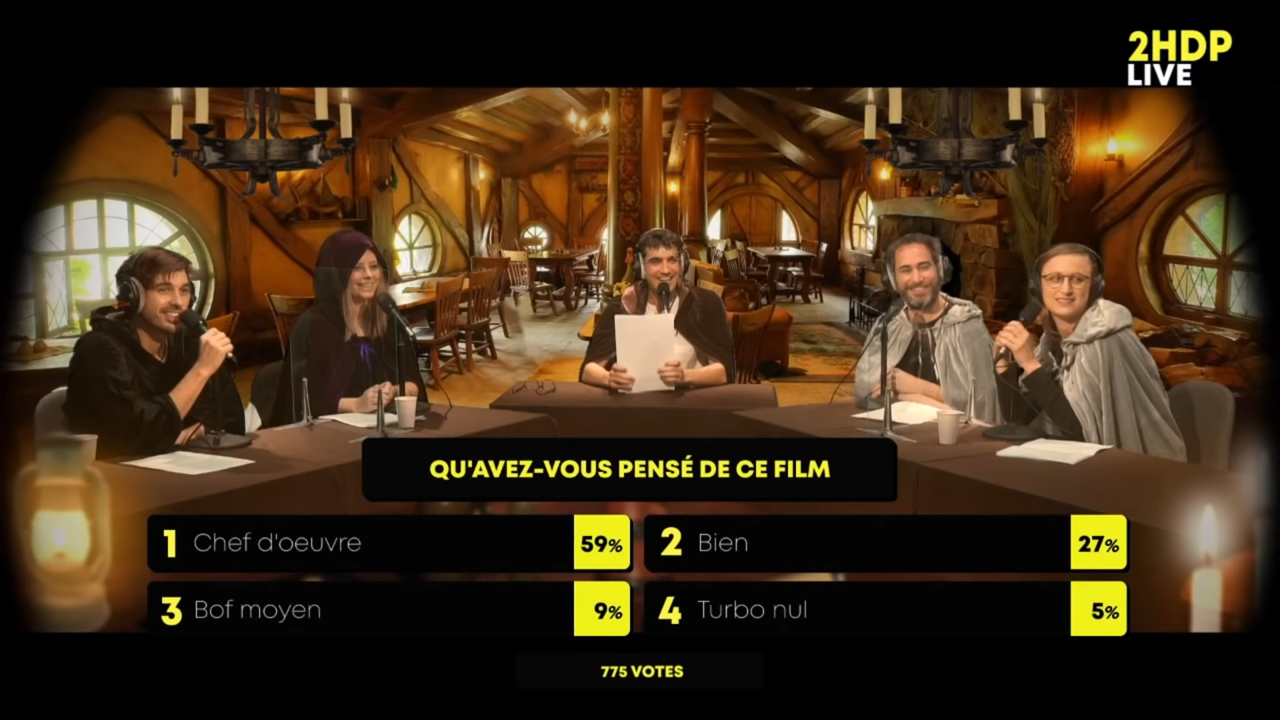 2HDP
LIVE
QU'AVEZ-VOUS PENSÉ DE CE FILM
1 Chef d'oeuvre 59%
2 Bien 27%
3 Bof moyen 9%
4 Turbo nul 5%
775 VOTES